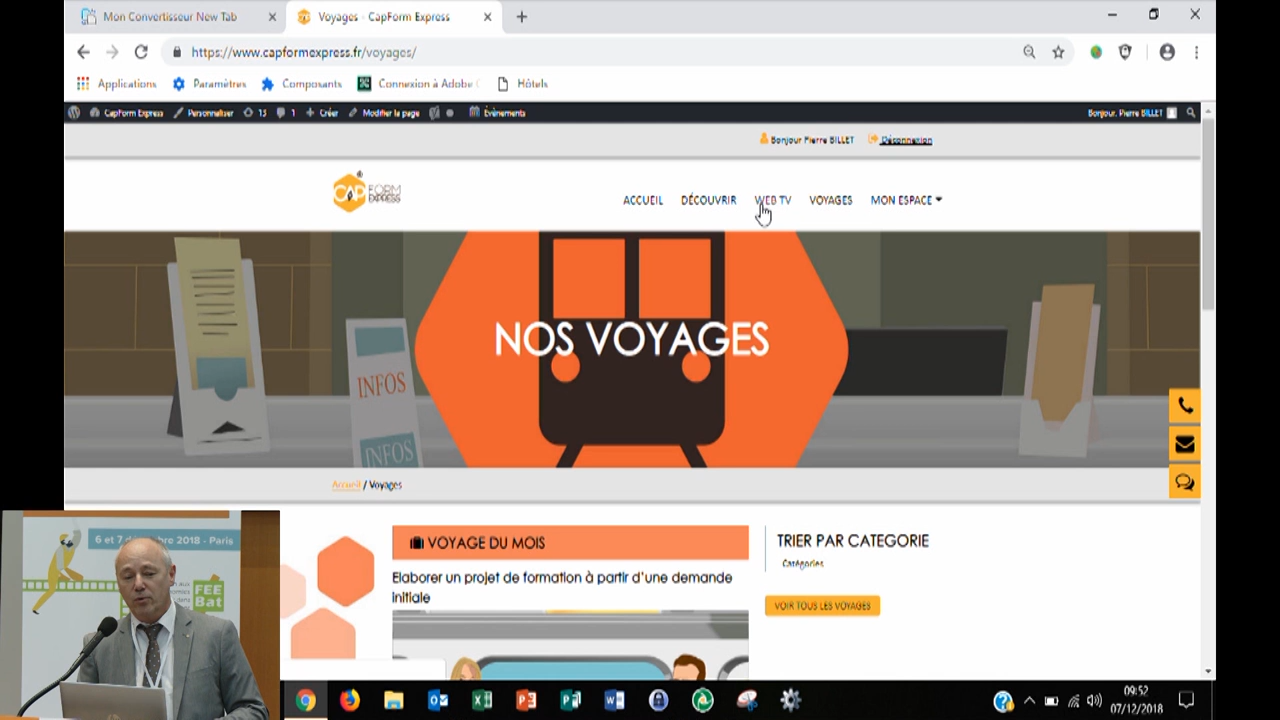 Mon Convertisseur New Tab
Voyages - CapForm Express
https://www.capformexpress.fr/voyages/
Applications
Paramètres
Composants
Connexion à Adobe
Hôtels
CapForm Express
Personnaliser
15
1
Créer
Modifier la page
Évènements
Bonjour, Pierre BILLET
Bonjour Pierre BILLET
Déconnexion
CAP FORM EXPRESS
ACCUEIL
DÉCOUVRIR
WEB TV
VOYAGES
MON ESPACE
NOS VOYAGES
INFOS
INFOS
Accueil / Voyages
VOYAGE DU MOIS
Elaborer un projet de formation à partir d'une demande
initiale
TRIER PAR CATEGORIE
Catégories
VOIR TOUS LES VOYAGES
6 et 7 décembre 2018 - Paris
FEE
Bat
09:52
07/12/2018